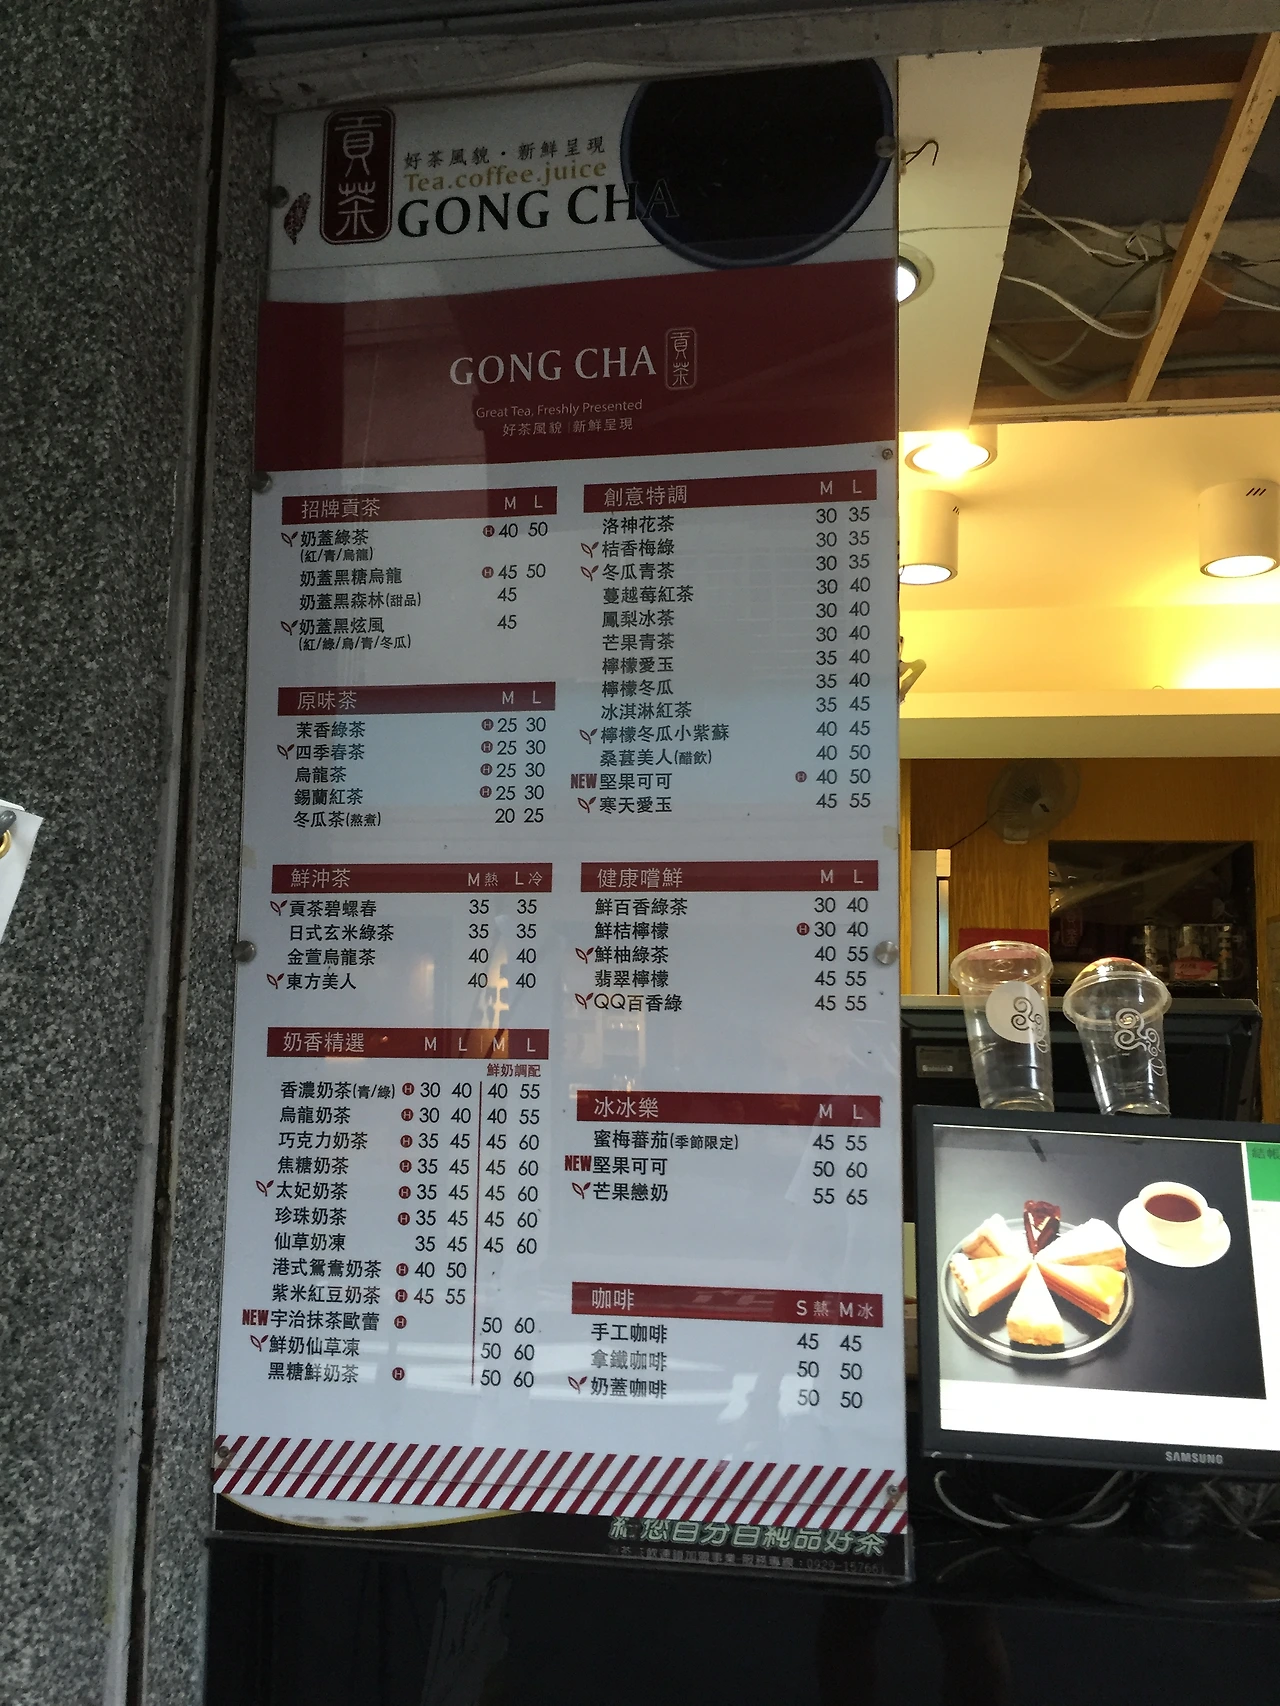 貢茶
好茶風貌・新鮮呈現
Tea.coffee.juice
GONG CHA
GONG CHA 貢茶
Great Tea, Freshly Presented
好茶風貌 | 新鮮呈現
招牌貢茶 M L
奶蓋綠茶 H 40 50
(紅/青/烏龍)
奶蓋黑糖烏龍 H 45 50
奶蓋黑森林(甜品) 45
奶蓋黑炫風 45
(紅/綠/烏/青/冬瓜)
原味茶 M L
茉香綠茶 H 25 30
四季春茶 H 25 30
烏龍茶 H 25 30
錫蘭紅茶 H 25 30
冬瓜茶(熬煮) 20 25
鮮沖茶 M熱 L冷
貢茶碧螺春 35 35
日式玄米綠茶 35 35
金萱烏龍茶 40 40
東方美人 40 40
奶香精選 M L M L
鮮奶調配
香濃奶茶(青/綠) H 30 40 40 55
烏龍奶茶 H 30 40 40 55
巧克力奶茶 H 35 45 45 60
焦糖奶茶 H 35 45 45 60
太妃奶茶 H 35 45 45 60
珍珠奶茶 H 35 45 45 60
仙草奶凍 35 45 45 60
港式鴛鴦奶茶 H 40 50
紫米紅豆奶茶 H 45 55
NEW宇治抹茶歐蕾 H 50 60
鮮奶仙草凍 50 60
黑糖鮮奶茶 H 50 60
創意特調 M L
洛神花茶 30 35
桔香梅綠 30 35
冬瓜青茶 30 35
蔓越莓紅茶 30 40
鳳梨冰茶 30 40
芒果青茶 30 40
檸檬愛玉 35 40
檸檬冬瓜 35 40
冰淇淋紅茶 35 45
檸檬冬瓜小紫蘇 40 45
桑葚美人(醋飲) 40 50
NEW堅果可可 H 40 50
寒天愛玉 45 55
健康嚐鮮 M L
鮮百香綠茶 30 40
鮮桔檸檬 H 30 40
鮮柚綠茶 40 55
翡翠檸檬 45 55
QQ百香綠 45 55
冰冰樂 M L
蜜梅蕃茄(季節限定) 45 55
NEW堅果可可 50 60
芒果戀奶 55 65
咖啡 S熱 M冰
手工咖啡 45 45
拿鐵咖啡 50 50
奶蓋咖啡 50 50
您百分百純品好茶
結帳
SAMSUNG